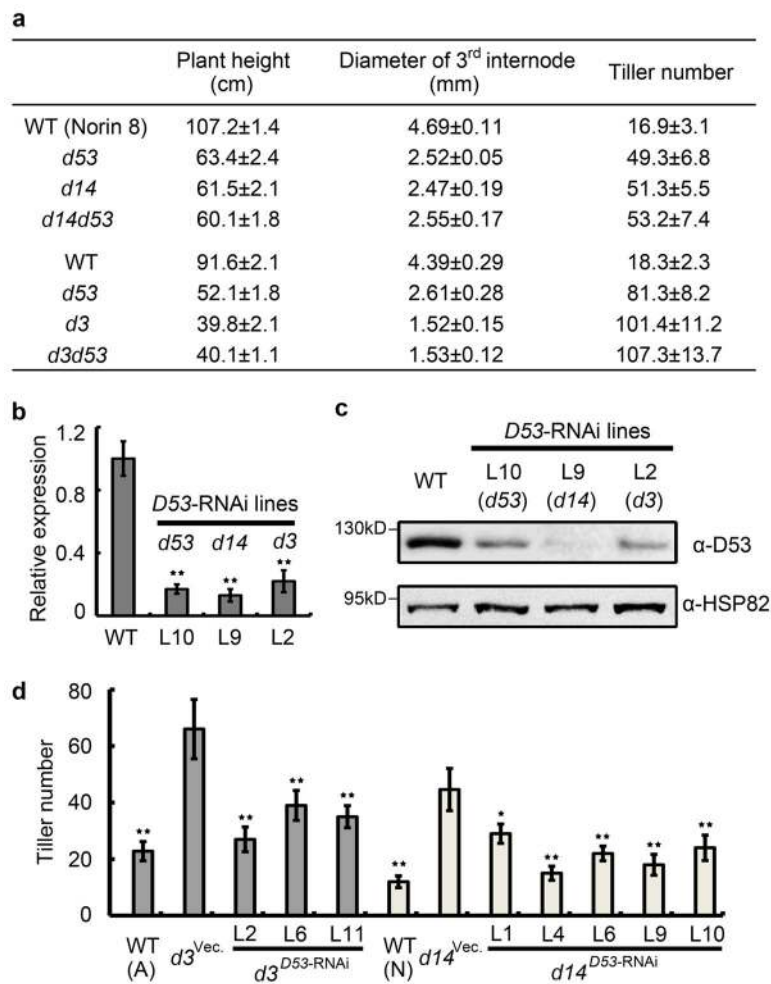 a
Plant height (cm) Diameter of 3rd internode (mm) Tiller number
WT (Norin 8) 107.2±1.4 4.69±0.11 16.9±3.1
d53 63.4±2.4 2.52±0.05 49.3±6.8
d14 61.5±2.1 2.47±0.19 51.3±5.5
d14d53 60.1±1.8 2.55±0.17 53.2±7.4
WT 91.6±2.1 4.39±0.29 18.3±2.3
d53 52.1±1.8 2.61±0.28 81.3±8.2
d3 39.8±2.1 1.52±0.15 101.4±11.2
d3d53 40.1±1.1 1.53±0.12 107.3±13.7
b
Relative expression
1.2
0.8
0.4
0
D53-RNAi lines
d53 d14 d3
** ** **
WT L10 L9 L2
c
D53-RNAi lines
WT L10 L9 L2
(d53) (d14) (d3)
130kD
α-D53
95kD
α-HSP82
d
Tiller number
80
60
40
20
0
** ** ** ** ** * ** ** ** **
WT (A) d3Vec. L2 L6 L11 WT (N) d14Vec. L1 L4 L6 L9 L10
d3D53-RNAi d14D53-RNAi